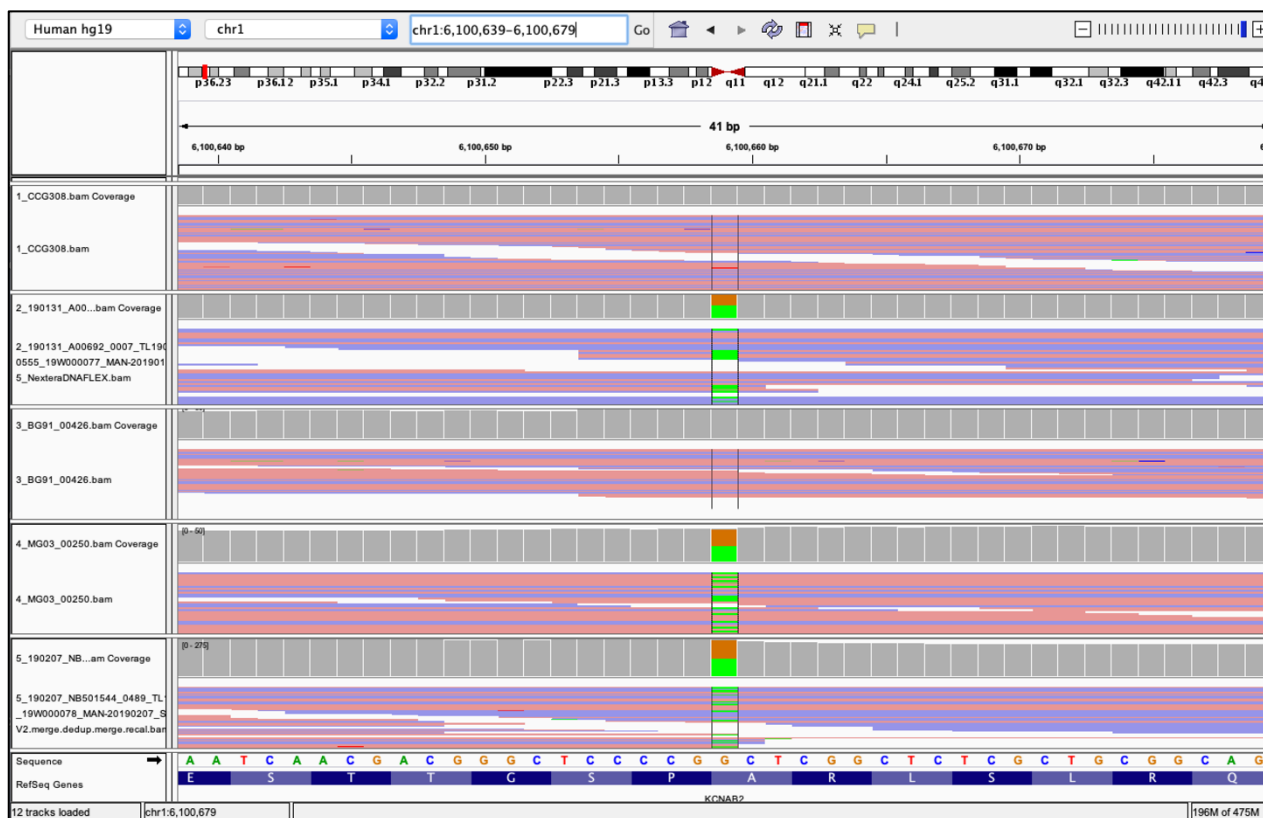 Human hg19 chr1 chr1:6,100,639-6,100,679 Go
p36.23 p36.12 p35.1 p34.1 p32.2 p31.2 p22.3 p21.3 p13.3 p12 q11 q12 q21.1 q22 q24.1 q25.2 q31.1 q32.1 q32.3 q42.11 q42.3 q4
41 bp
6,100,640 bp 6,100,650 bp 6,100,660 bp 6,100,670 bp
1_CCG308.bam Coverage
1_CCG308.bam
2_190131_A00...bam Coverage
2_190131_A00692_0007_TL190
0555_19W000077_MAN-201901
5_NexteraDNAFLEX.bam
3_BG91_00426.bam Coverage
3_BG91_00426.bam
[0-50]
4_MG03_00250.bam Coverage
4_MG03_00250.bam
[0-275]
5_190207_NB...am Coverage
5_190207_NB501544_0489_TL
_19W000078_MAN-20190207_S
V2.merge.dedup.merge.recal.bam
Sequence A A T C A A C G A C G G G C T C C C C G G C T C G G C T C T C G C T G C G G C A G
RefSeq Genes E S T T G S P A R L S L R Q
KCNAB2
12 tracks loaded chr1:6,100,679 196M of 475M